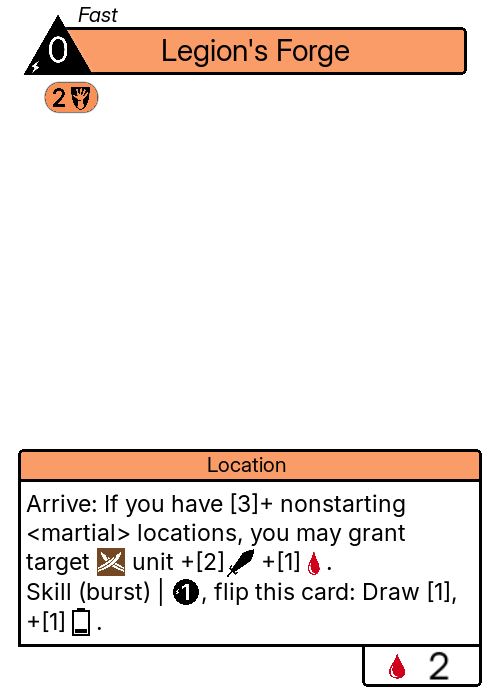 Fast
0 Legion's Forge
2
Location
Arrive: If you have [3]+ nonstarting
<martial> locations, you may grant
target unit +[2] +[1] .
Skill (burst) | 1, flip this card: Draw [1],
+[1] .
2